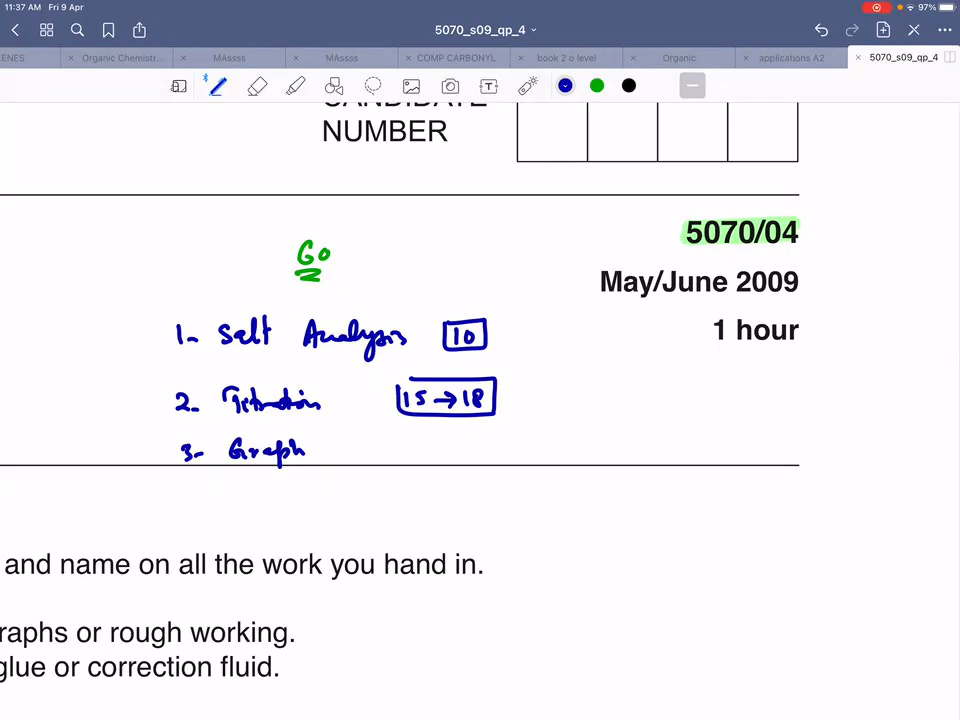 11:37 AM Fri 9 Apr
97%
5070_s09_qp_4
ENES
Organic Chemistr...
MAssss
MAssss
COMP CARBONYL
book 2 o level
Organic
applications A2
5070_s09_qp_4
CANDIDATE
NUMBER
5070/04
May/June 2009
1 hour
60
1- Salt Analysis 10
2- Titration 15→18
3- Graph
and name on all the work you hand in.
raphs or rough working.
glue or correction fluid.